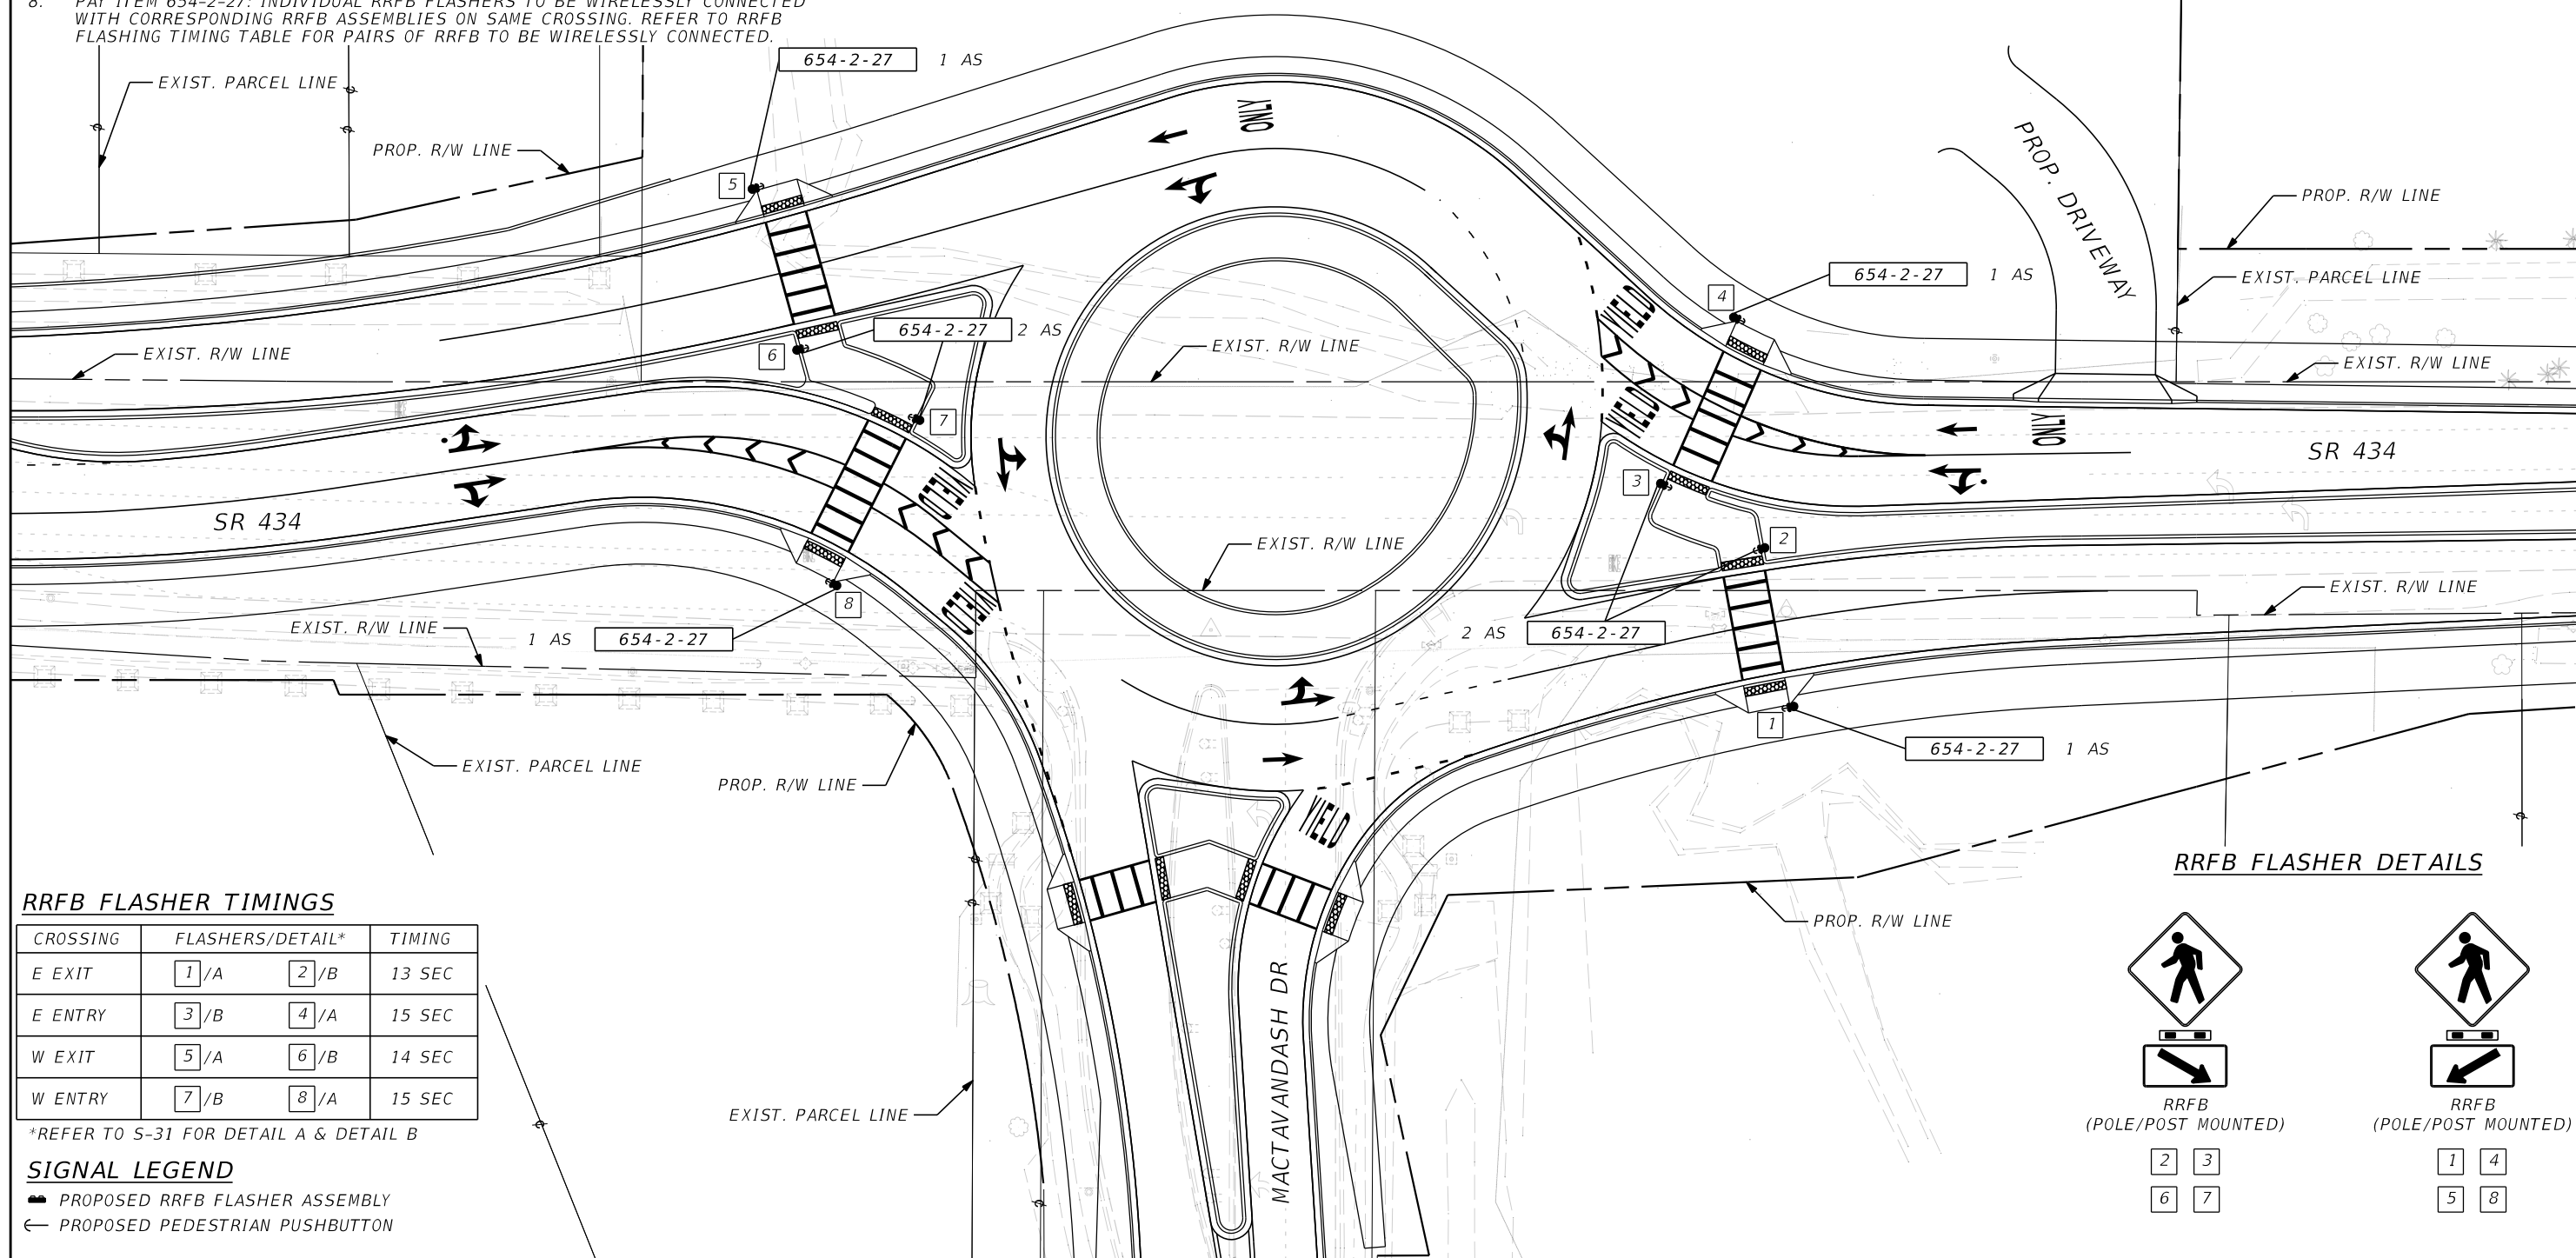 8. PAY ITEM 654-2-27: INDIVIDUAL RRFB FLASHERS TO BE WIRELESSLY CONNECTED
WITH CORRESPONDING RRFB ASSEMBLIES ON SAME CROSSING. REFER TO RRFB
FLASHING TIMING TABLE FOR PAIRS OF RRFB TO BE WIRELESSLY CONNECTED.
654-2-27 1 AS
EXIST. PARCEL LINE
PROP. R/W LINE
ONLY
PROP. DRIVEWAY
5
PROP. R/W LINE
4
654-2-27 1 AS
EXIST. PARCEL LINE
YIELD
654-2-27 2 AS
6
EXIST. R/W LINE
EXIST. R/W LINE
EXIST. R/W LINE
YIELD
7
ONLY
SR 434
3
YIELD
SR 434
2
EXIST. R/W LINE
EXIST. R/W LINE
8
YIELD
EXIST. R/W LINE
1 AS 654-2-27
2 AS 654-2-27
1
654-2-27 1 AS
EXIST. PARCEL LINE
PROP. R/W LINE
YIELD
RRFB FLASHER DETAILS
RRFB FLASHER TIMINGS
PROP. R/W LINE
CROSSING FLASHERS/DETAIL* TIMING
E EXIT 1/A 2/B 13 SEC
E ENTRY 3/B 4/A 15 SEC
W EXIT 5/A 6/B 14 SEC
W ENTRY 7/B 8/A 15 SEC
*REFER TO S-31 FOR DETAIL A & DETAIL B
MACTAVANDASH DR
EXIST. PARCEL LINE
SIGNAL LEGEND
PROPOSED RRFB FLASHER ASSEMBLY
PROPOSED PEDESTRIAN PUSHBUTTON
RRFB
(POLE/POST MOUNTED)
2 3
6 7
RRFB
(POLE/POST MOUNTED)
1 4
5 8